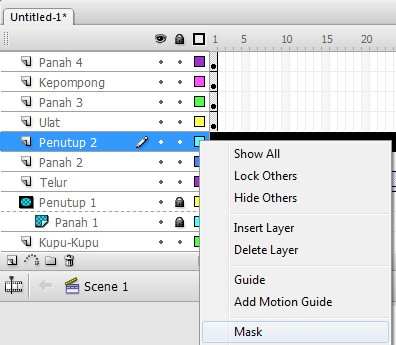 Untitled-1*
1 5 10 15 20
Panah 4
Kepompong
Panah 3
Ulat
Penutup 2
Panah 2
Telur
Penutup 1
Panah 1
Kupu-Kupu
Scene 1
Show All
Lock Others
Hide Others
Insert Layer
Delete Layer
Guide
Add Motion Guide
Mask